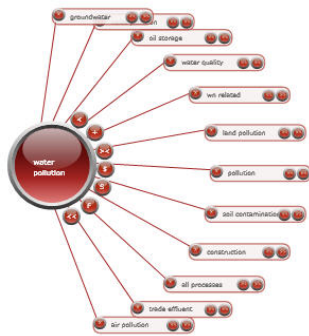 groundwater
oil storage
water quality
wn related
land pollution
water
pollution
pollution
soil contamination
construction
all processes
trade effluent
air pollution